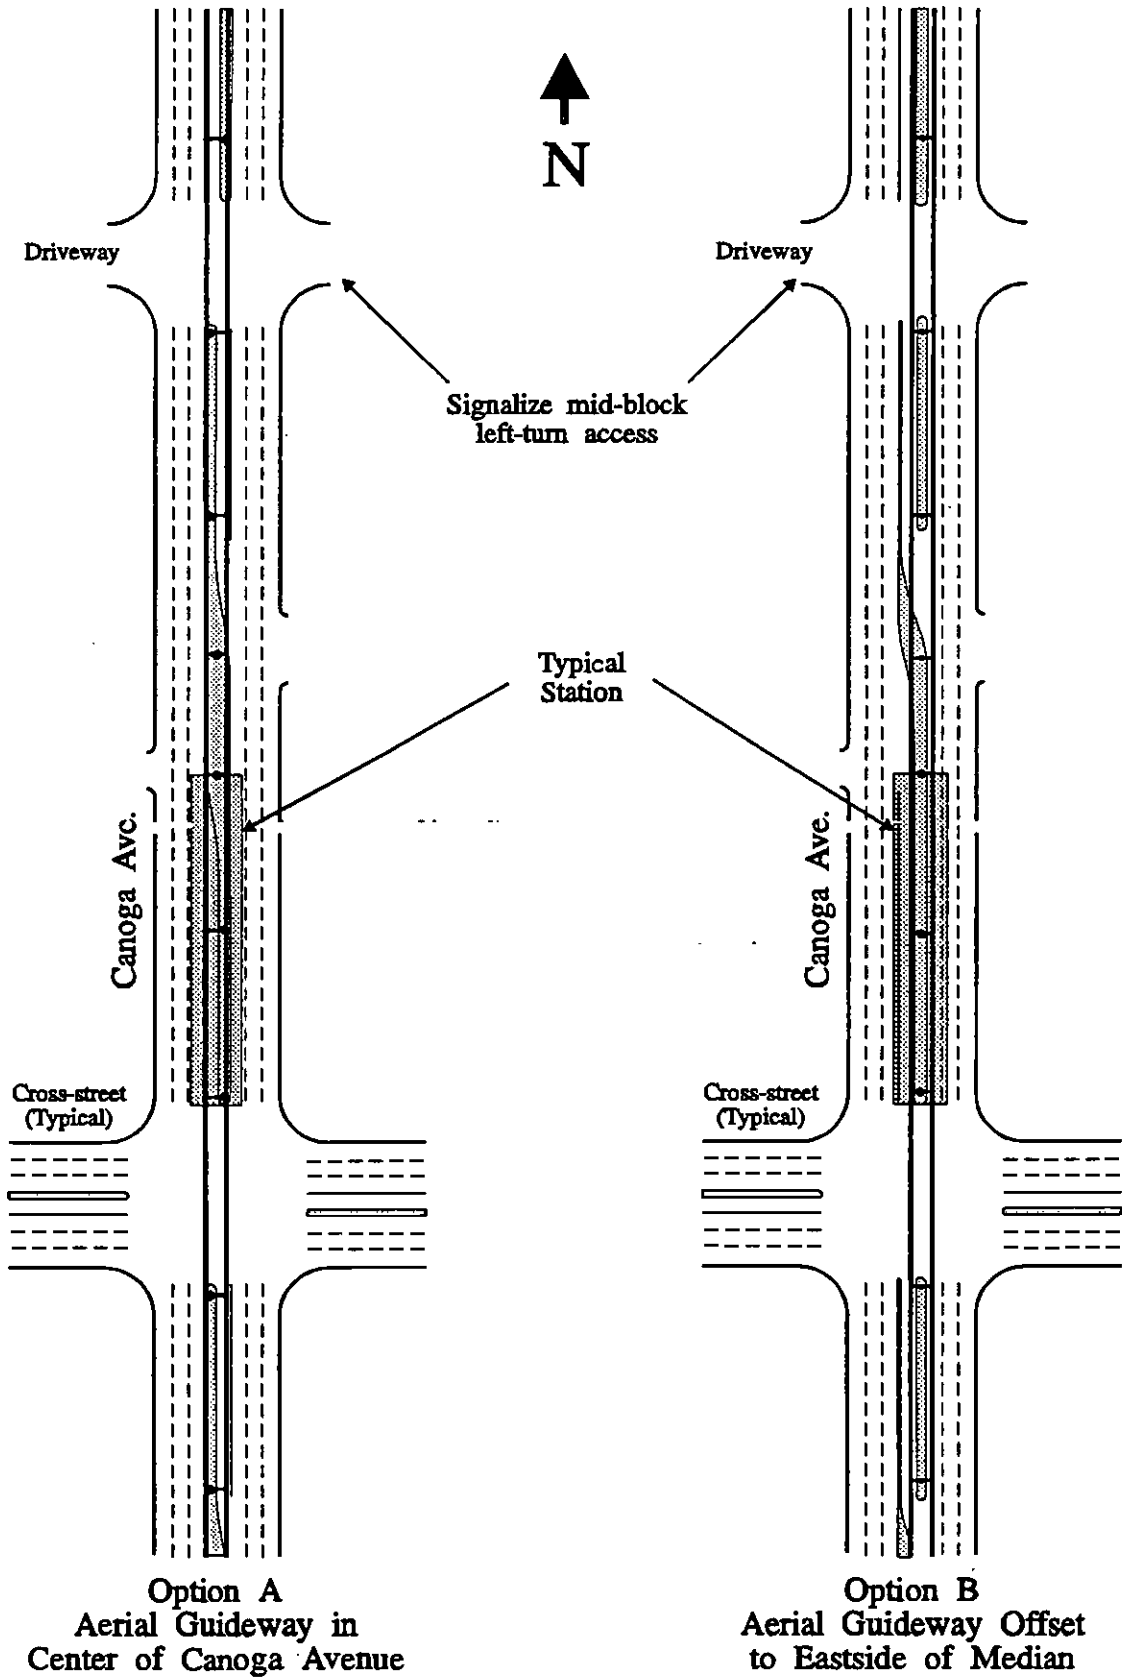 N
Driveway
Driveway
Signalize mid-block
left-turn access
Typical
Station
Canoga Ave.
Canoga Ave.
Cross-street
(Typical)
Cross-street
(Typical)
Option A
Aerial Guideway in
Center of Canoga Avenue
Option B
Aerial Guideway Offset
to Eastside of Median